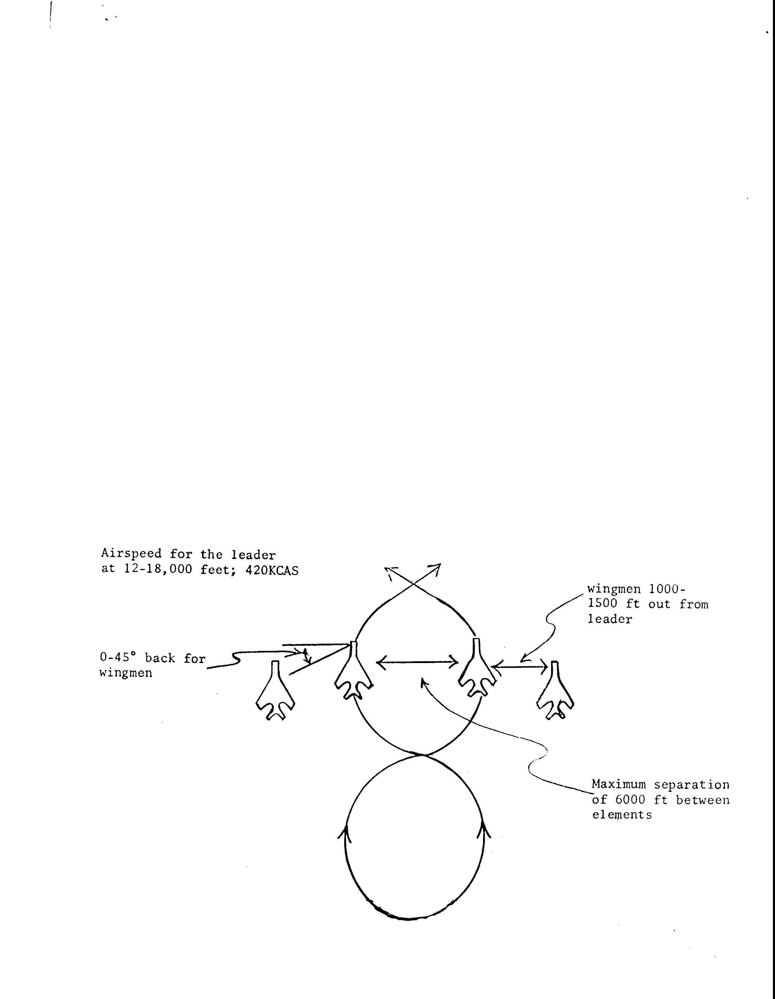 Airspeed for the leader
at 12-18,000 feet; 420KCAS
wingmen 1000-
1500 ft out from
leader
0-45° back for
wingmen
Maximum separation
of 6000 ft between
elements